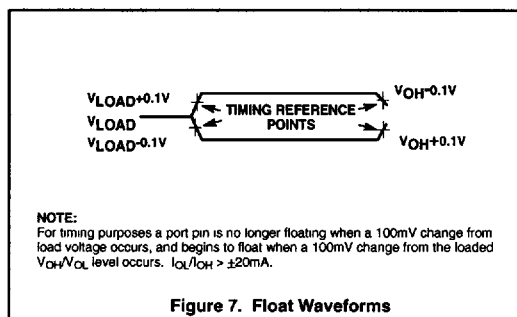 VLOAD+0.1V
VLOAD
VLOAD-0.1V
TIMING REFERENCE
POINTS
VOH-0.1V
VOH+0.1V
NOTE:
For timing purposes a port pin is no longer floating when a 100mV change from
load voltage occurs, and begins to float when a 100mV change from the loaded
VOH/VOL level occurs. IOL/IOH > ±20mA.
Figure 7. Float Waveforms